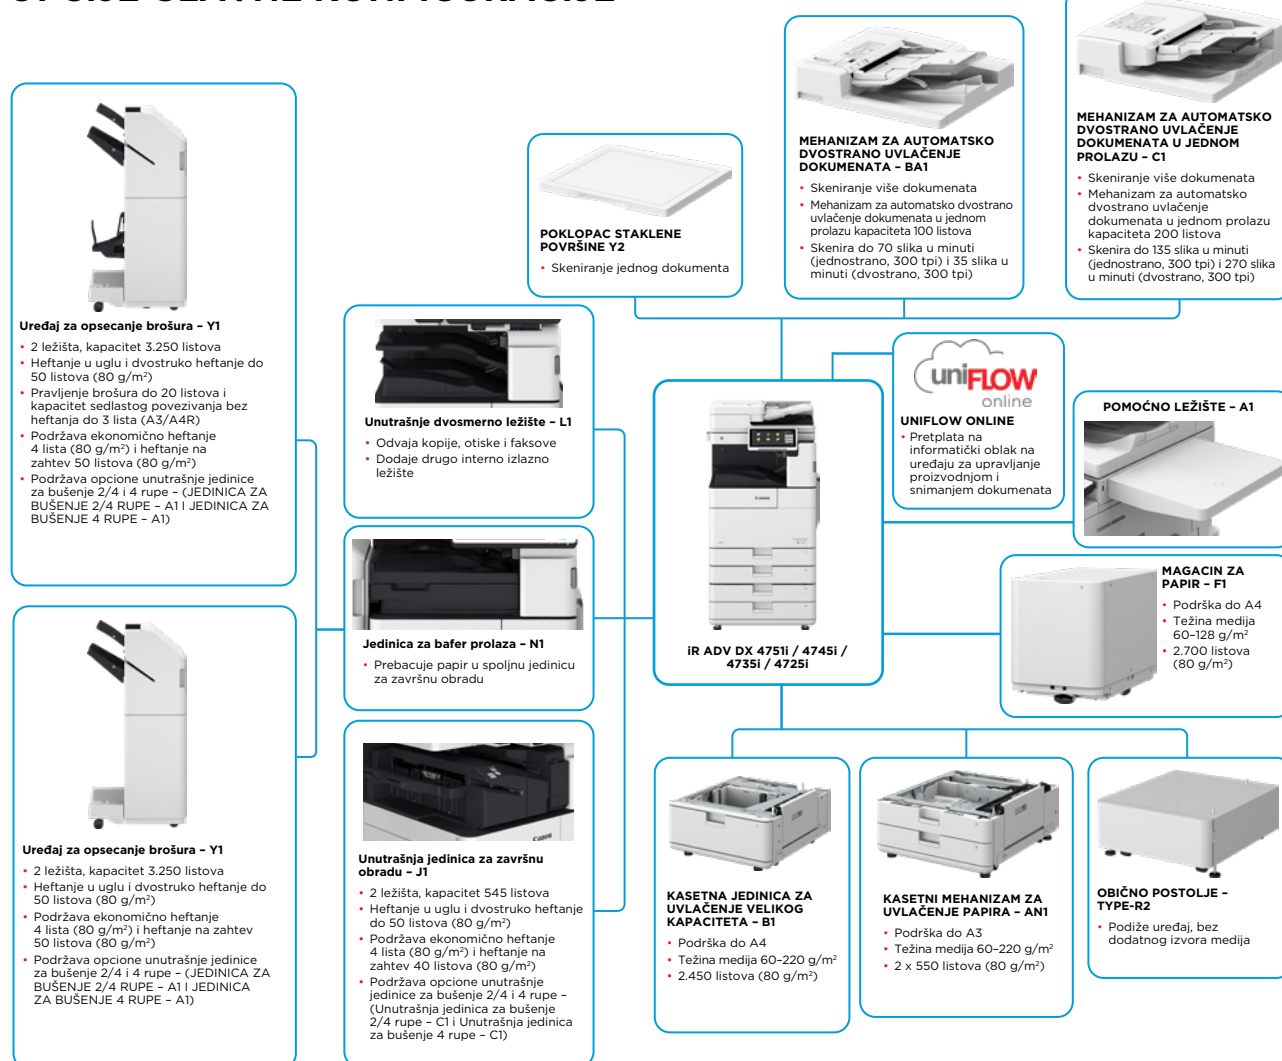 MEHANIZAM ZA AUTOMATSKO
DVOSTRANO UVLAČENJE
DOKUMENATA – BA1
• Skeniranje više dokumenata
• Mehanizam za automatsko dvostrano
uvlačenje dokumenata u jednom
prolazu kapaciteta 100 listova
• Skenira do 70 slika u minuti
(jednostrano, 300 tpi) i 35 slika u
minuti (dvostrano, 300 tpi)
MEHANIZAM ZA AUTOMATSKO
DVOSTRANO UVLAČENJE
DOKUMENATA U JEDNOM
PROLAZU – C1
• Skeniranje više dokumenata
• Mehanizam za automatsko
dvostrano uvlačenje
dokumenata u jednom prolazu
kapaciteta 200 listova
• Skenira do 135 slika u minuti
(jednostrano, 300 tpi) i 270 slika
u minuti (dvostrano, 300 tpi)
POKLOPAC STAKLENE
POVRŠINE Y2
• Skeniranje jednog dokumenta
Uređaj za opsecanje brošura – Y1
• 2 ležišta, kapacitet 3.250 listova
• Heftanje u uglu i dvostruko heftanje do
50 listova (80 g/m²)
• Pravljenje brošura do 20 listova i
kapacitet sedlastog povezivanja bez
heftanja do 3 lista (A3/A4R)
• Podržava ekonomično heftanje
4 lista (80 g/m²) i heftanje na
zahtev 50 listova (80 g/m²)
• Podržava opcione unutrašnje jedinice
za bušenje 2/4 i 4 rupe – (JEDINICA ZA
BUŠENJE 2/4 RUPE – A1 I JEDINICA ZA
BUŠENJE 4 RUPE – A1)
Unutrašnje dvosmerno ležište – L1
• Odvaja kopije, otiske i faksove
• Dodaje drugo interno izlazno
ležište
uniFLOW
online
UNIFLOW ONLINE
• Pretplata na
informatički oblak na
uređaju za upravljanje
proizvodnjom i
snimanjem dokumenata
POMOĆNO LEŽIŠTE – A1
Jedinica za bafer prolaza – N1
• Prebacuje papir u spoljnu jedinicu
za završnu obradu
Canon
iR ADV DX 4751i / 4745i /
4735i / 4725i
MAGACIN ZA
PAPIR – F1
• Podrška do A4
• Težina medija
60–128 g/m²
• 2.700 listova
(80 g/m²)
Uređaj za opsecanje brošura – Y1
• 2 ležišta, kapacitet 3.250 listova
• Heftanje u uglu i dvostruko heftanje do
50 listova (80 g/m²)
• Podržava ekonomično heftanje
4 lista (80 g/m²) i heftanje na zahtev
50 listova (80 g/m²)
• Podržava opcione unutrašnje jedinice
za bušenje 2/4 i 4 rupe – (JEDINICA ZA
BUŠENJE 2/4 RUPE – A1 I JEDINICA
ZA BUŠENJE 4 RUPE – A1)
Canon
Unutrašnja jedinica za završnu
obradu – J1
• 2 ležišta, kapacitet 545 listova
• Heftanje u uglu i dvostruko heftanje
do 50 listova (80 g/m²)
• Podržava ekonomično heftanje
4 lista (80 g/m²) i heftanje na
zahtev 40 listova (80 g/m²)
• Podržava opcione unutrašnje
jedinice za bušenje 2/4 i 4 rupe –
(Unutrašnja jedinica za bušenje
2/4 rupe – C1 i Unutrašnja jedinica
za bušenje 4 rupe – C1)
KASETNA JEDINICA ZA
UVLAČENJE VELIKOG
KAPACITETA – B1
• Podrška do A4
• Težina medija 60–220 g/m²
• 2.450 listova (80 g/m²)
KASETNI MEHANIZAM ZA
UVLAČENJE PAPIRA – AN1
• Podrška do A3
• Težina medija 60–220 g/m²
• 2 x 550 listova (80 g/m²)
OBIČNO POSTOLJE –
TYPE-R2
• Podiže uređaj, bez
dodatnog izvora medija